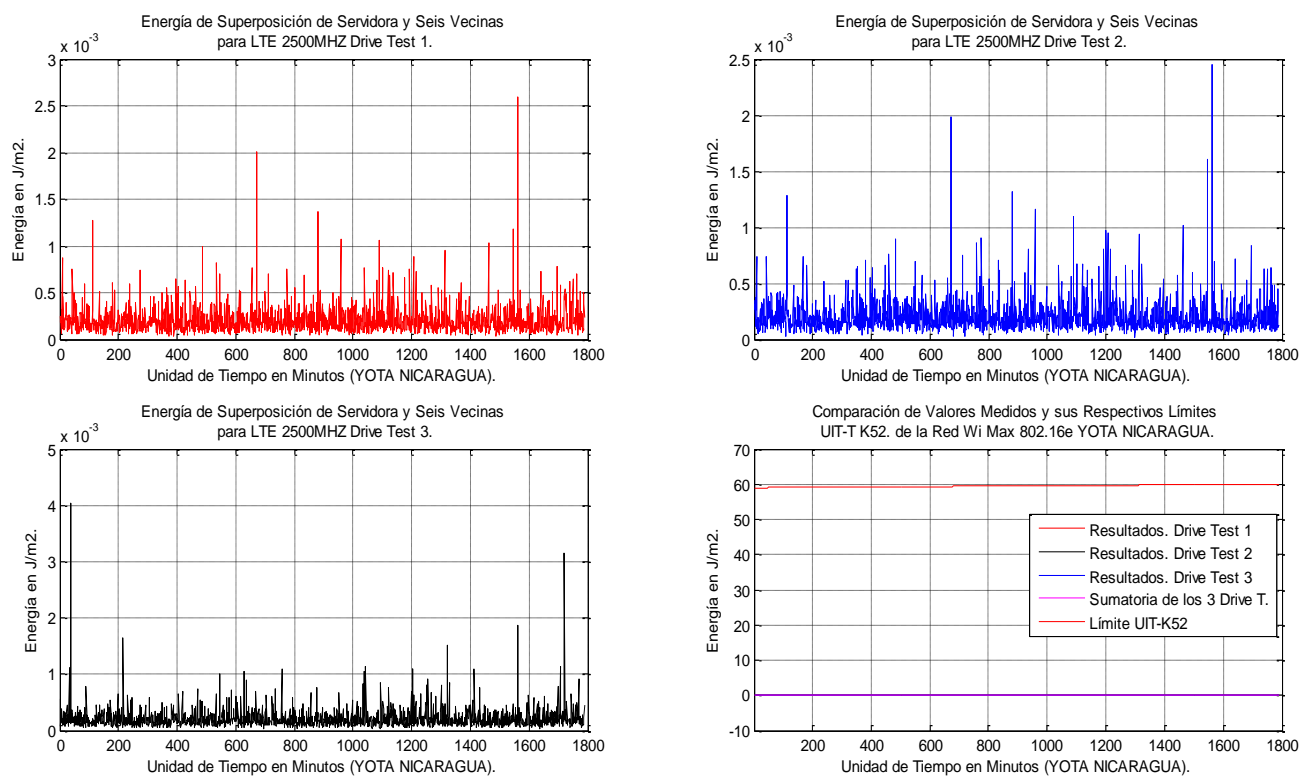 Energía de Superposición de Servidora y Seis Vecinas
para LTE 2500MHZ Drive Test 1.
x 10-3
3
2.5
2
1.5
1
0.5
0
0 200 400 600 800 1000 1200 1400 1600 1800
Energía en J/m2.
Unidad de Tiempo en Minutos (YOTA NICARAGUA).
Energía de Superposición de Servidora y Seis Vecinas
para LTE 2500MHZ Drive Test 2.
x 10-3
2.5
2
1.5
1
0.5
0
0 200 400 600 800 1000 1200 1400 1600 1800
Energía en J/m2.
Unidad de Tiempo en Minutos (YOTA NICARAGUA).
Energía de Superposición de Servidora y Seis Vecinas
para LTE 2500MHZ Drive Test 3.
x 10-3
5
4
3
2
1
0
0 200 400 600 800 1000 1200 1400 1600 1800
Energía en J/m2.
Unidad de Tiempo en Minutos (YOTA NICARAGUA).
Comparación de Valores Medidos y sus Respectivos Límites
UIT-T K52. de la Red Wi Max 802.16e YOTA NICARAGUA.
70
60
50
40
30
20
10
0
-10
200 400 600 800 1000 1200 1400 1600 1800
Energía en J/m2.
Resultados. Drive Test 1
Resultados. Drive Test 2
Resultados. Drive Test 3
Sumatoria de los 3 Drive T.
Límite UIT-K52
Unidad de Tiempo en Minutos (YOTA NICARAGUA).